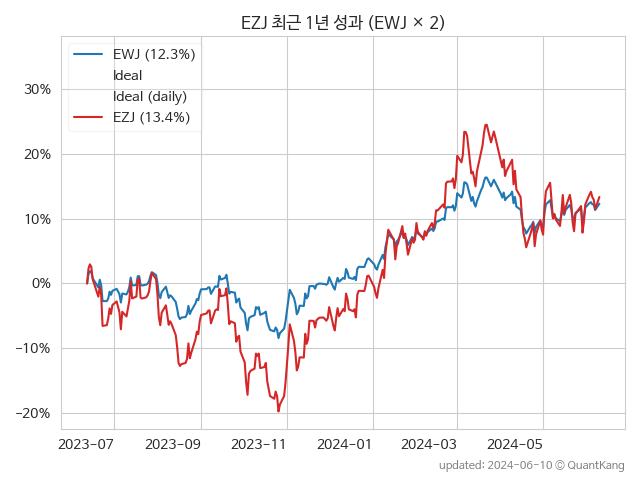 EZJ 최근 1년 성과 (EWJ × 2)
EWJ (12.3%)
Ideal
Ideal (daily)
EZJ (13.4%)
30%
20%
10%
0%
−10%
−20%
2023-07
2023-09
2023-11
2024-01
2024-03
2024-05
updated: 2024-06-10 © QuantKang